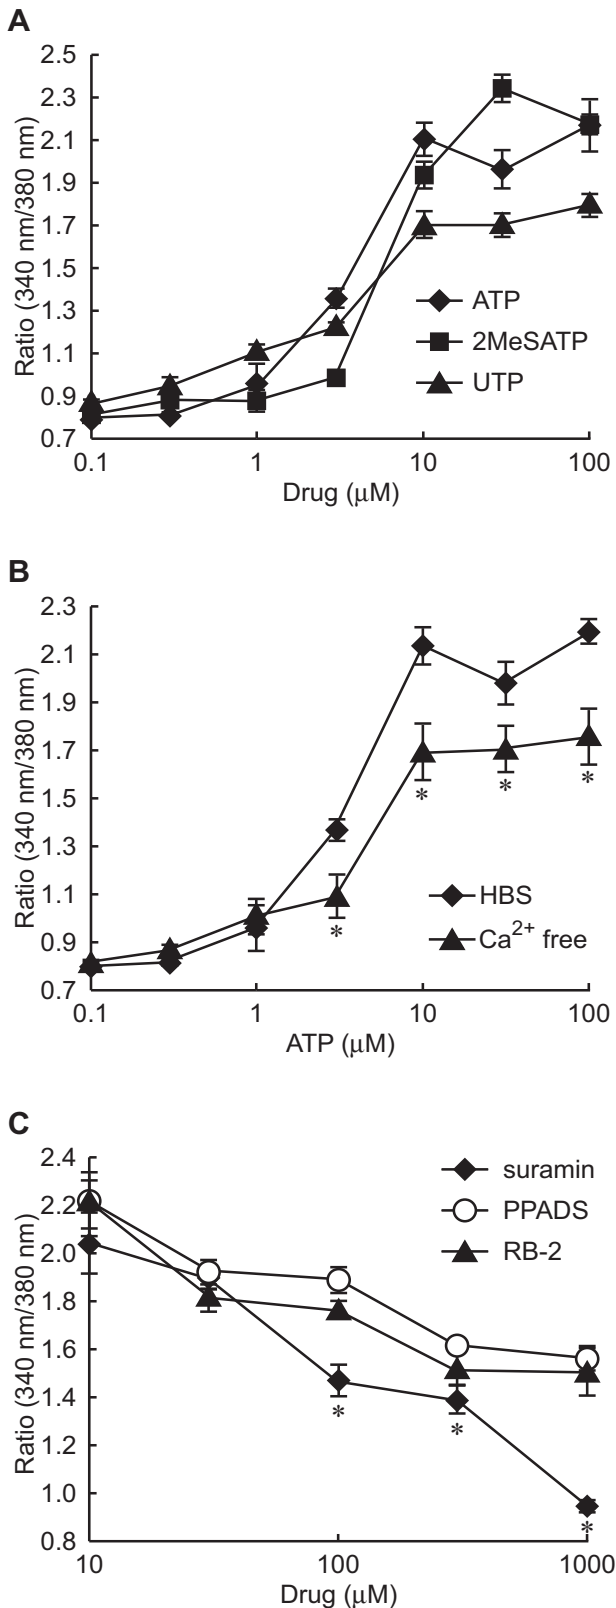 A
2.5
2.3
2.1
1.9
1.7
1.5
1.3
1.1
0.9
0.7
Ratio (340 nm/380 nm)
ATP
2MeSATP
UTP
0.1 1 10 100
Drug (μM)
B
2.3
2.1
1.9
1.7
1.5
1.3
1.1
0.9
0.7
Ratio (340 nm/380 nm)
* * * *
HBS
Ca²⁺ free
0.1 1 10 100
ATP (μM)
C
2.4
2.2
2.0
1.8
1.6
1.4
1.2
1.0
0.8
Ratio (340 nm/380 nm)
suramin
PPADS
RB-2
* * *
10 100 1000
Drug (μM)